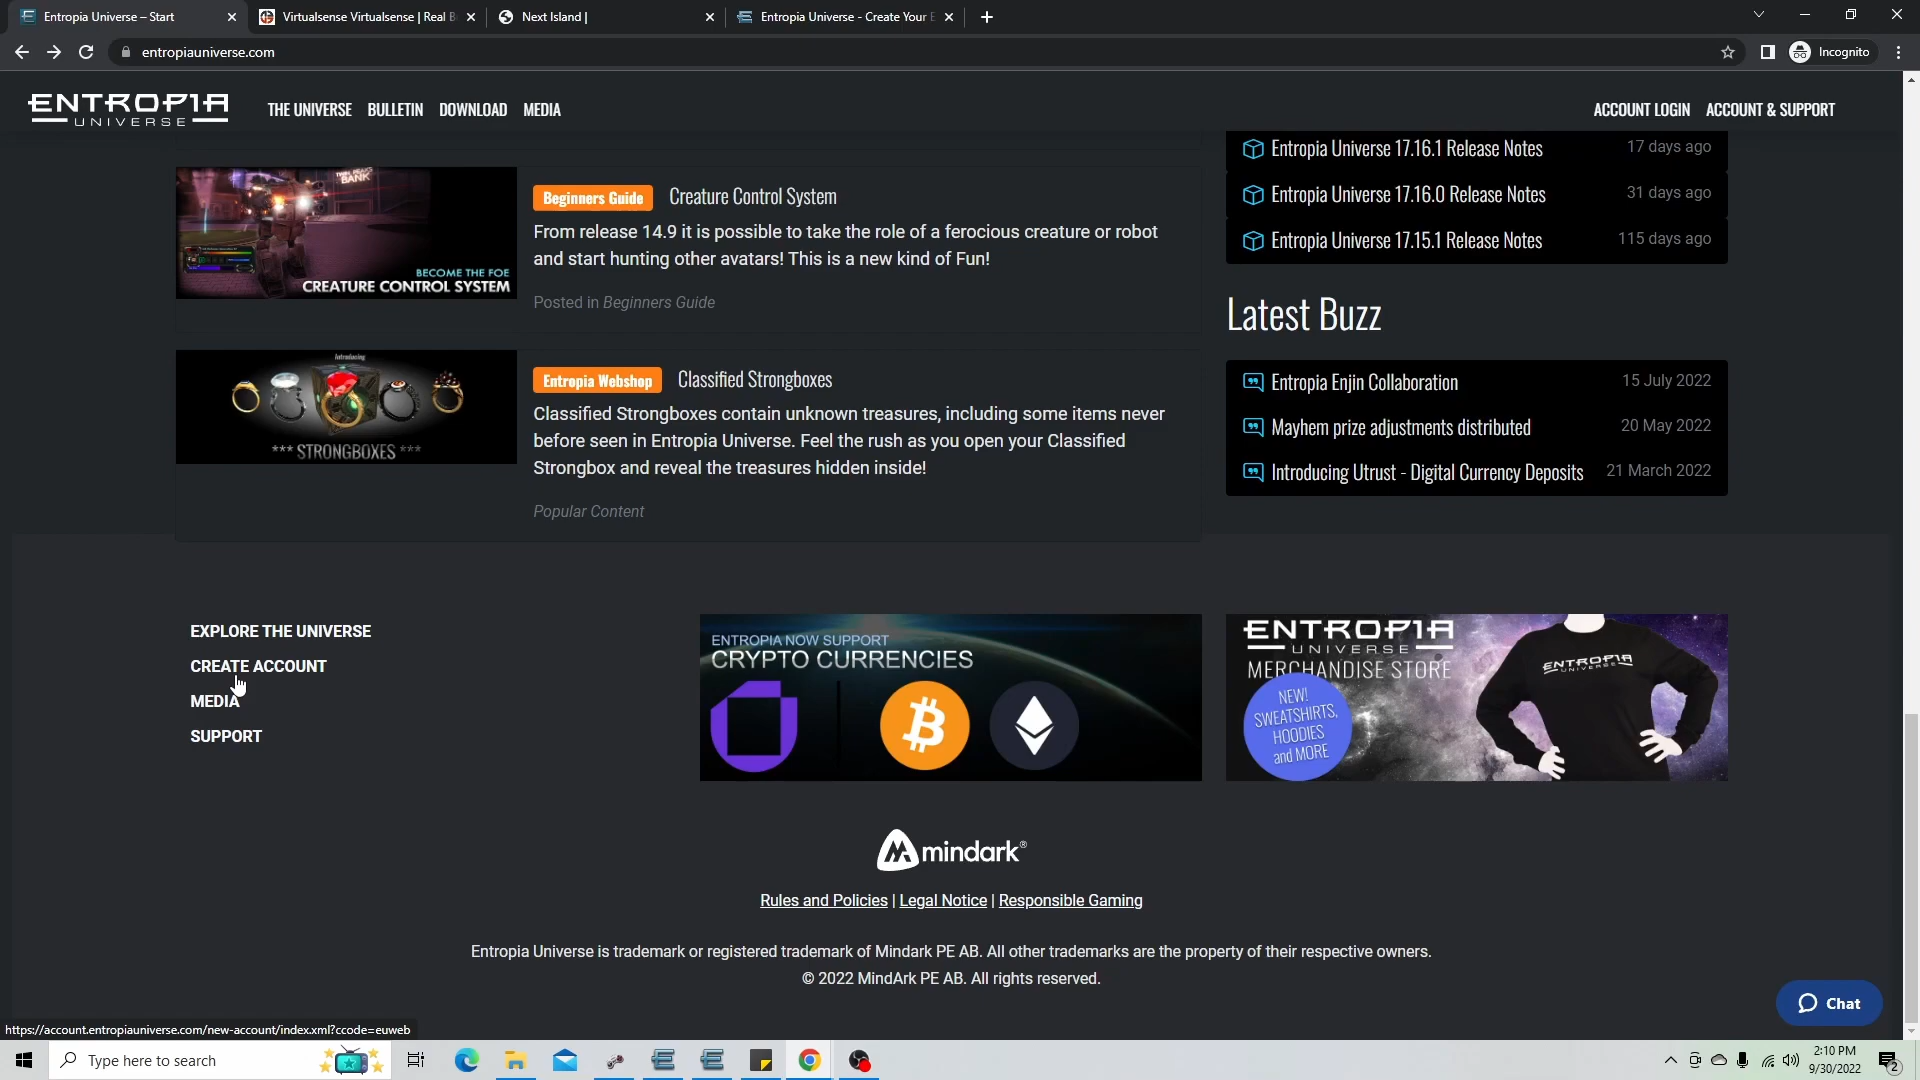 Entropia Universe – Start
Virtualsense Virtualsense | Real B
Next Island |
Entropia Universe - Create Your E
entropiauniverse.com
Incognito
ENTROPIA
UNIVERSE
THE UNIVERSE
BULLETIN
DOWNLOAD
MEDIA
ACCOUNT LOGIN
ACCOUNT & SUPPORT
BANK
BECOME THE FOE
CREATURE CONTROL SYSTEM
Beginners Guide Creature Control System
From release 14.9 it is possible to take the role of a ferocious creature or robot
and start hunting other avatars! This is a new kind of Fun!
Posted in Beginners Guide
Introducing
*** STRONGBOXES ***
Entropia Webshop Classified Strongboxes
Classified Strongboxes contain unknown treasures, including some items never
before seen in Entropia Universe. Feel the rush as you open your Classified
Strongbox and reveal the treasures hidden inside!
Popular Content
Entropia Universe 17.16.1 Release Notes 17 days ago
Entropia Universe 17.16.0 Release Notes 31 days ago
Entropia Universe 17.15.1 Release Notes 115 days ago
Latest Buzz
Entropia Enjin Collaboration 15 July 2022
Mayhem prize adjustments distributed 20 May 2022
Introducing Utrust - Digital Currency Deposits 21 March 2022
EXPLORE THE UNIVERSE
CREATE ACCOUNT
MEDIA
SUPPORT
ENTROPIA NOW SUPPORT
CRYPTO CURRENCIES
ENTROPIA
UNIVERSE
MERCHANDISE STORE
NEW!
SWEATSHIRTS,
HOODIES
and MORE
ENTROPIA
mindark®
Rules and Policies | Legal Notice | Responsible Gaming
Entropia Universe is trademark or registered trademark of Mindark PE AB. All other trademarks are the property of their respective owners.
© 2022 MindArk PE AB. All rights reserved.
Chat
https://account.entropiauniverse.com/new-account/index.xml?ccode=euweb
Type here to search
2:10 PM
9/30/2022
2